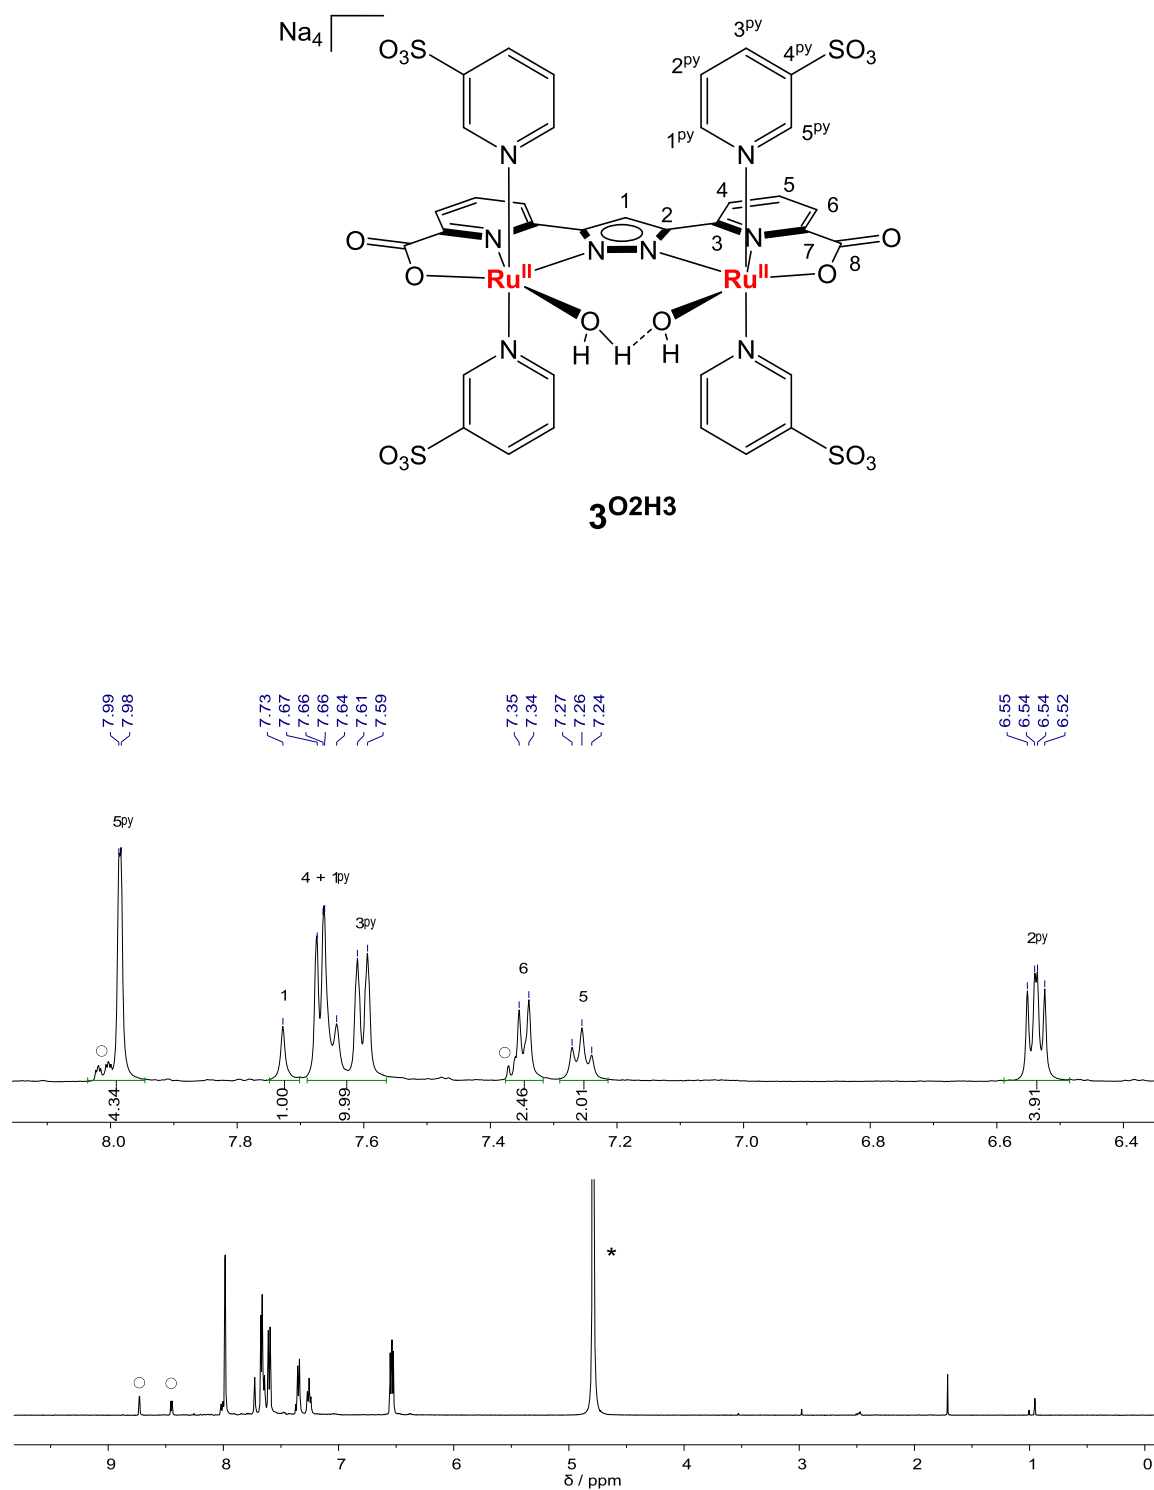 Na4
O3S 3py SO3
4py
2py
1py 5py
N N
1 4 5
2 6
O N N N 3 N 7 O
O RuII RuII O 8
O O
H H H
N N
O3S SO3
3O2H3
7.99 7.98 7.73 7.67 7.66 7.66 7.64 7.61 7.59 7.35 7.34 7.27 7.26 7.24 6.55 6.54 6.54 6.52
5py
4 + 1py
3py
2py
6
1 5
4.34 1.00 9.99 2.46 2.01 3.91
8.0 7.8 7.6 7.4 7.2 7.0 6.8 6.6 6.4
*
9 8 7 6 5 4 3 2 1 0
δ / ppm